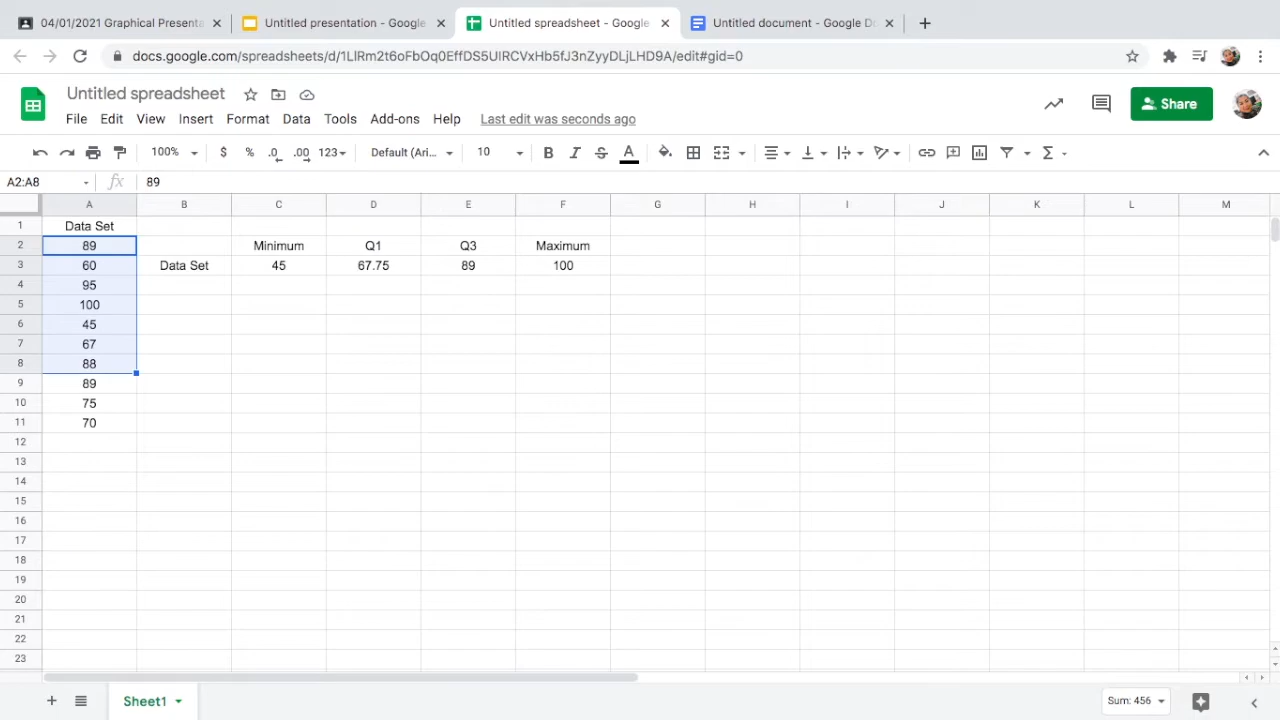 04/01/2021 Graphical Presenta
Untitled presentation - Google
Untitled spreadsheet - Google
Untitled document - Google Do
docs.google.com/spreadsheets/d/1LIRm2t6oFbOq0EffDS5UIRCVxHb5fJ3nZyyDLjLHD9A/edit#gid=0
Untitled spreadsheet
Share
File Edit View Insert Format Data Tools Add-ons Help Last edit was seconds ago
100% $ % .0 .00 123 Default (Ari... 10 B I S A Σ
A2:A8 fx 89
A B C D E F G H I J K L M
1 Data Set
2 89 Minimum Q1 Q3 Maximum
3 60 Data Set 45 67.75 89 100
4 95
5 100
6 45
7 67
8 88
9 89
10 75
11 70
12
13
14
15
16
17
18
19
20
21
22
23
Sheet1
Sum: 456